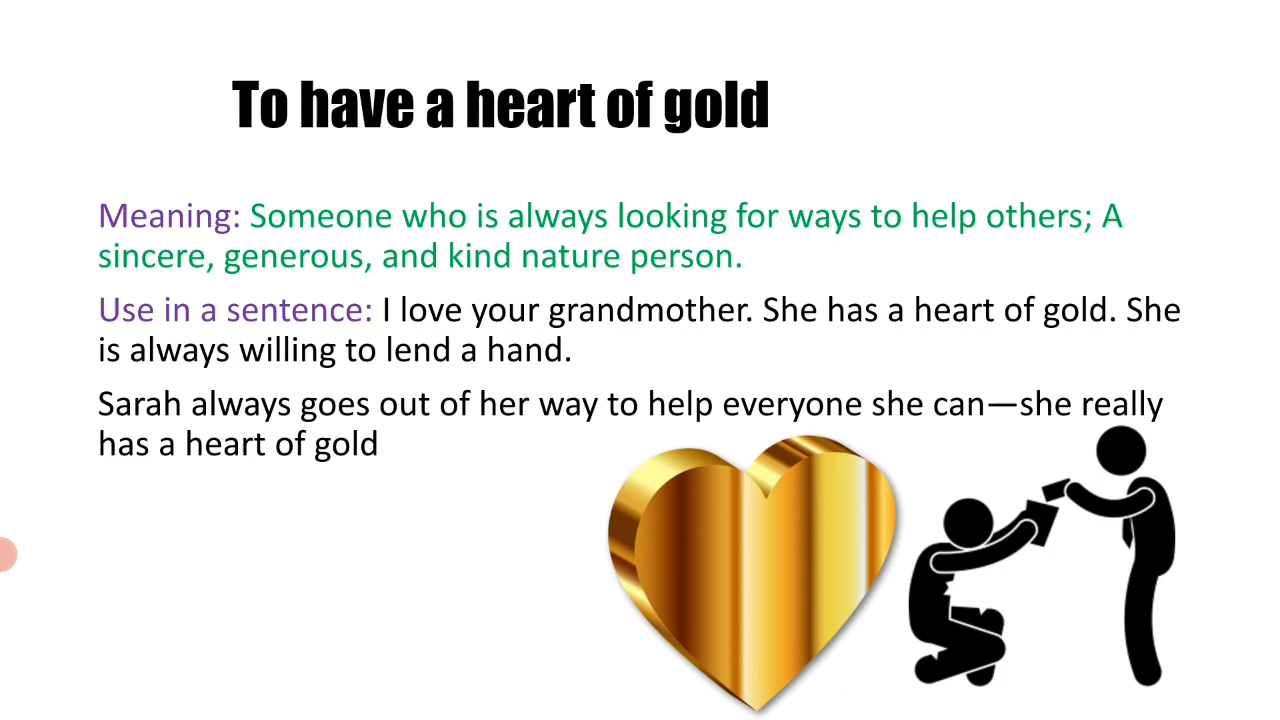 To have a heart of gold
Meaning: Someone who is always looking for ways to help others; A
sincere, generous, and kind nature person.
Use in a sentence: I love your grandmother. She has a heart of gold. She
is always willing to lend a hand.
Sarah always goes out of her way to help everyone she can—she really
has a heart of gold